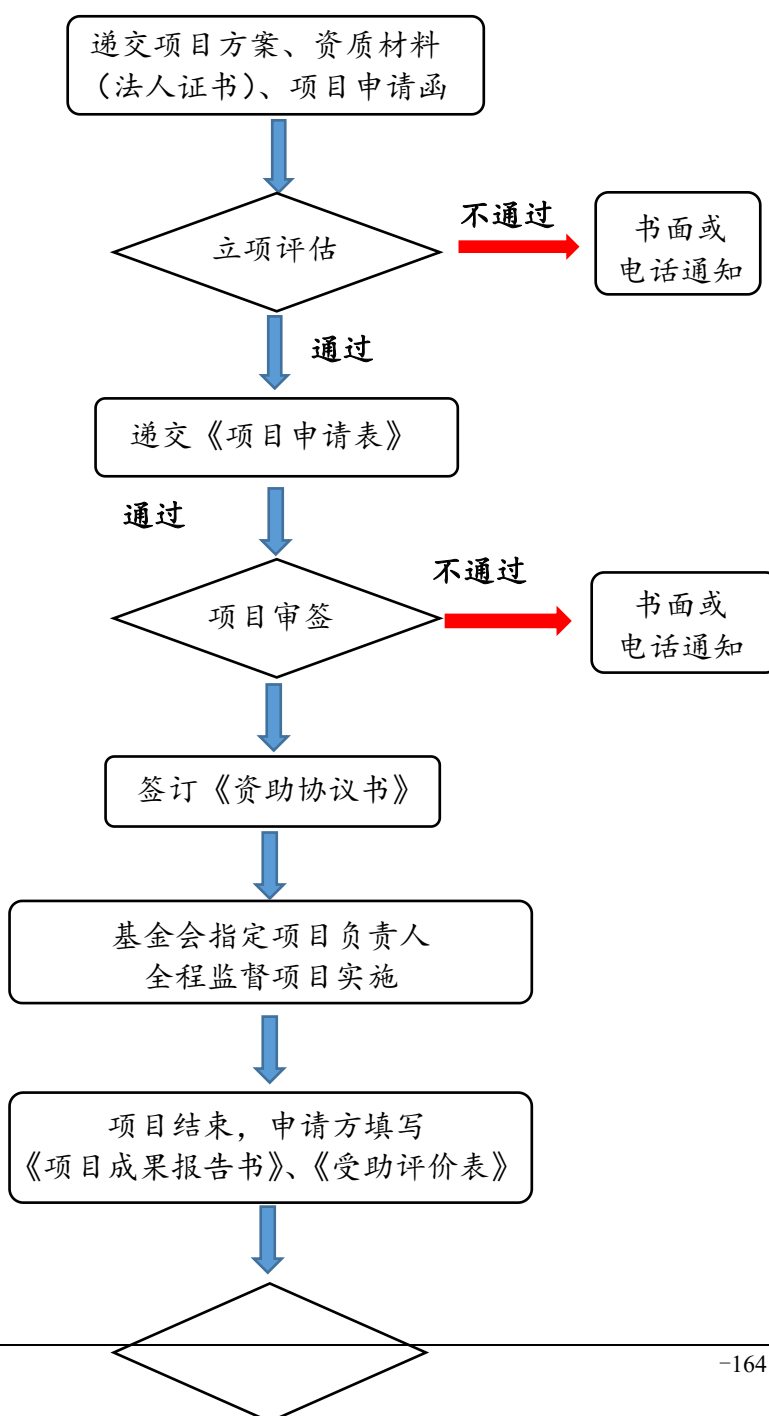 递交项目方案、资质材料
（法人证书）、项目申请函
立项评估
不通过
书面或
电话通知
通过
递交《项目申请表》
通过
项目审签
不通过
书面或
电话通知
签订《资助协议书》
基金会指定项目负责人
全程监督项目实施
项目结束，申请方填写
《项目成果报告书》、《受助评价表》
-164